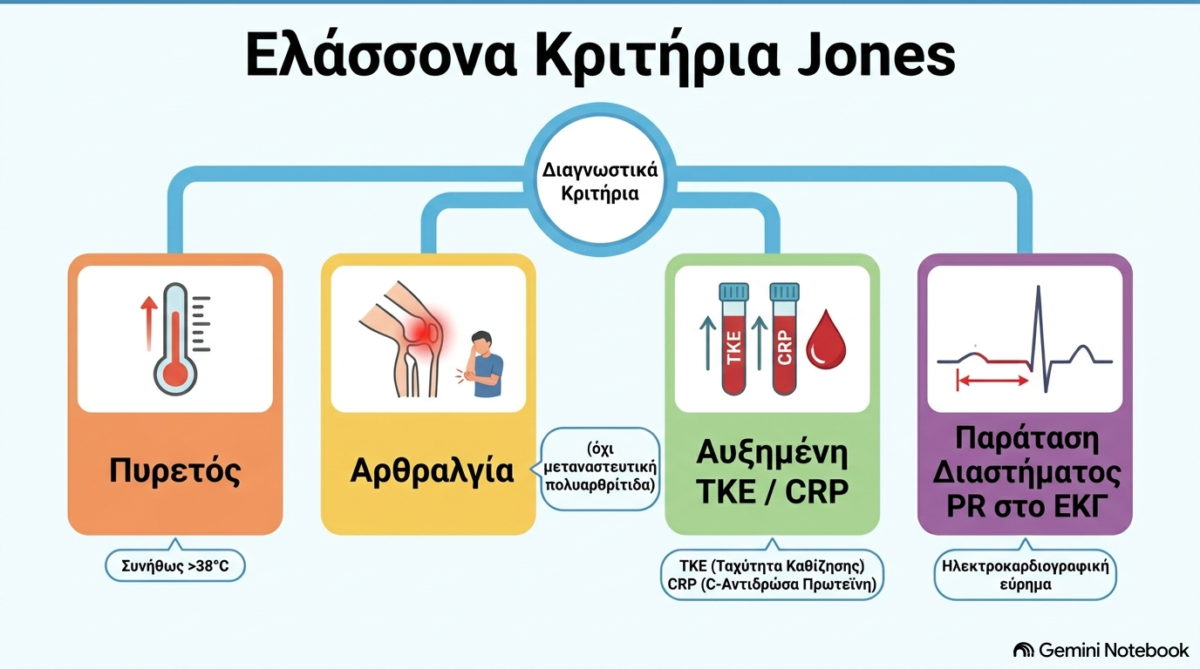 Ελάσσονα Κριτήρια Jones
Διαγνωστικά
Κριτήρια
TKE
CRP
Πυρετός
Αρθραλγία
(όχι
μεταναστευτική
πολυαρθρίτιδα)
Αυξημένη
ΤΚΕ / CRP
Παράταση
Διαστήματος
PR στο ΕΚΓ
Συνήθως >38°C
ΤΚΕ (Ταχύτητα Καθίζησης)
CRP (C-Αντιδρώσα Πρωτεΐνη)
Ηλεκτροκαρδιογραφική
εύρημα
Gemini Notebook